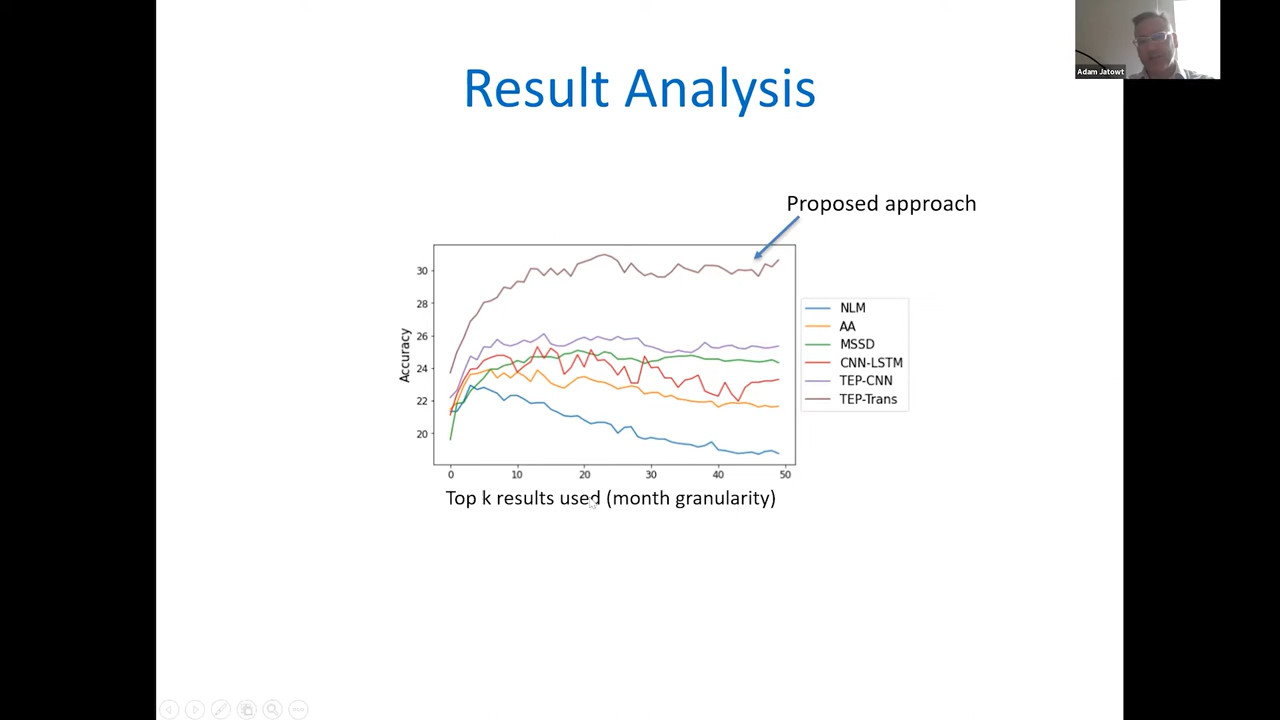 Adam Jatowt
Result Analysis
Proposed approach
30
28
26
24
22
20
Accuracy
0 10 20 30 40 50
Top k results used (month granularity)
NLM
AA
MSSD
CNN-LSTM
TEP-CNN
TEP-Trans